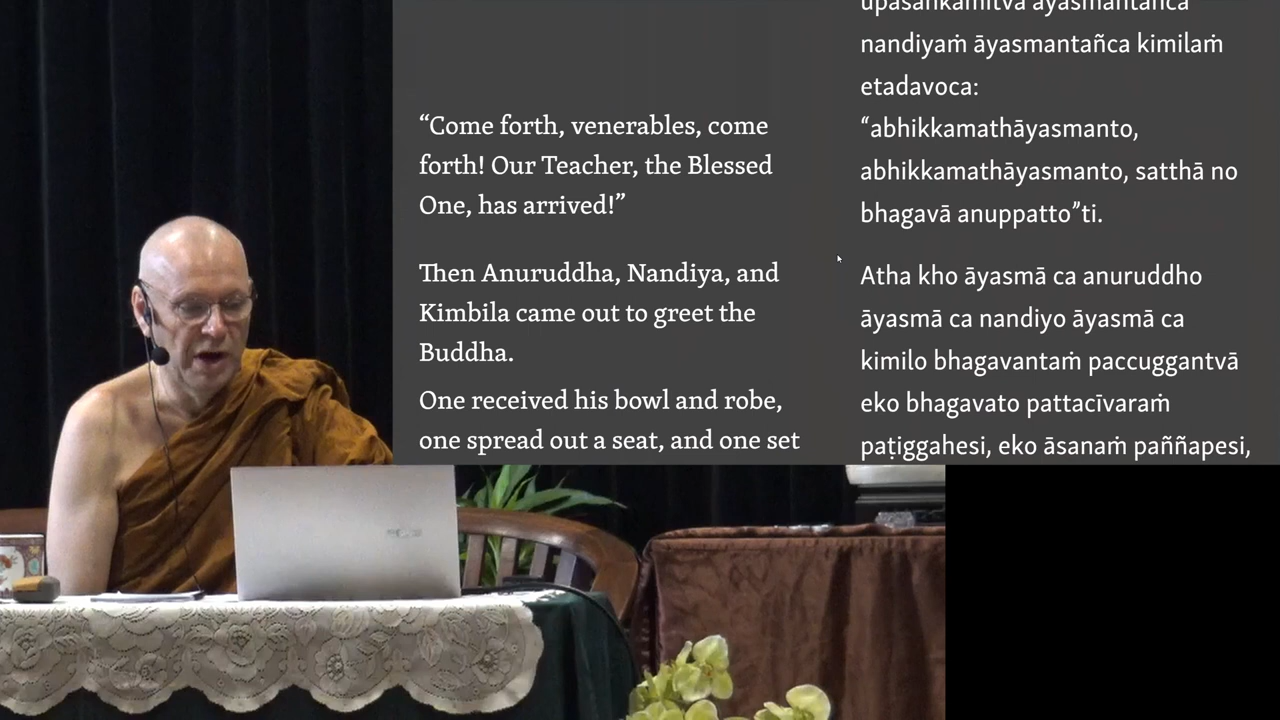 “Come forth, venerables, come
forth! Our Teacher, the Blessed
One, has arrived!”
Then Anuruddha, Nandiya, and
Kimbila came out to greet the
Buddha.
One received his bowl and robe,
one spread out a seat, and one set
upasaṅkamitvā āyasmantañca
nandiyaṁ āyasmantañca kimilaṁ
etadavoca:
“abhikkamathāyasmanto,
abhikkamathāyasmanto, satthā no
bhagavā anuppatto”ti.
Atha kho āyasmā ca anuruddho
āyasmā ca nandiyo āyasmā ca
kimilo bhagavantaṁ paccuggantvā
eko bhagavato pattacīvaraṁ
paṭiggahesi, eko āsanaṁ paññapesi,